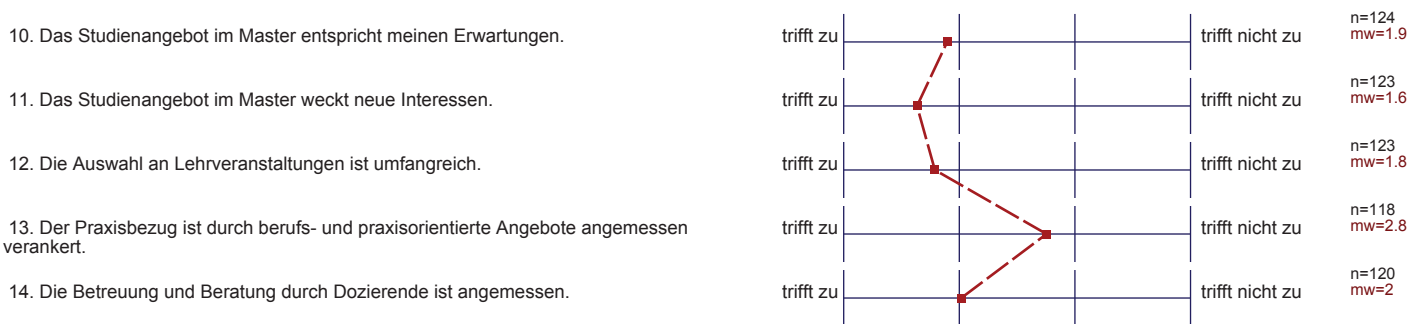 10. Das Studienangebot im Master entspricht meinen Erwartungen. trifft zu trifft nicht zu n=124
mw=1.9
11. Das Studienangebot im Master weckt neue Interessen. trifft zu trifft nicht zu n=123
mw=1.6
12. Die Auswahl an Lehrveranstaltungen ist umfangreich. trifft zu trifft nicht zu n=123
mw=1.8
13. Der Praxisbezug ist durch berufs- und praxisorientierte Angebote angemessen trifft zu trifft nicht zu n=118
verankert. mw=2.8
14. Die Betreuung und Beratung durch Dozierende ist angemessen. trifft zu trifft nicht zu n=120
mw=2